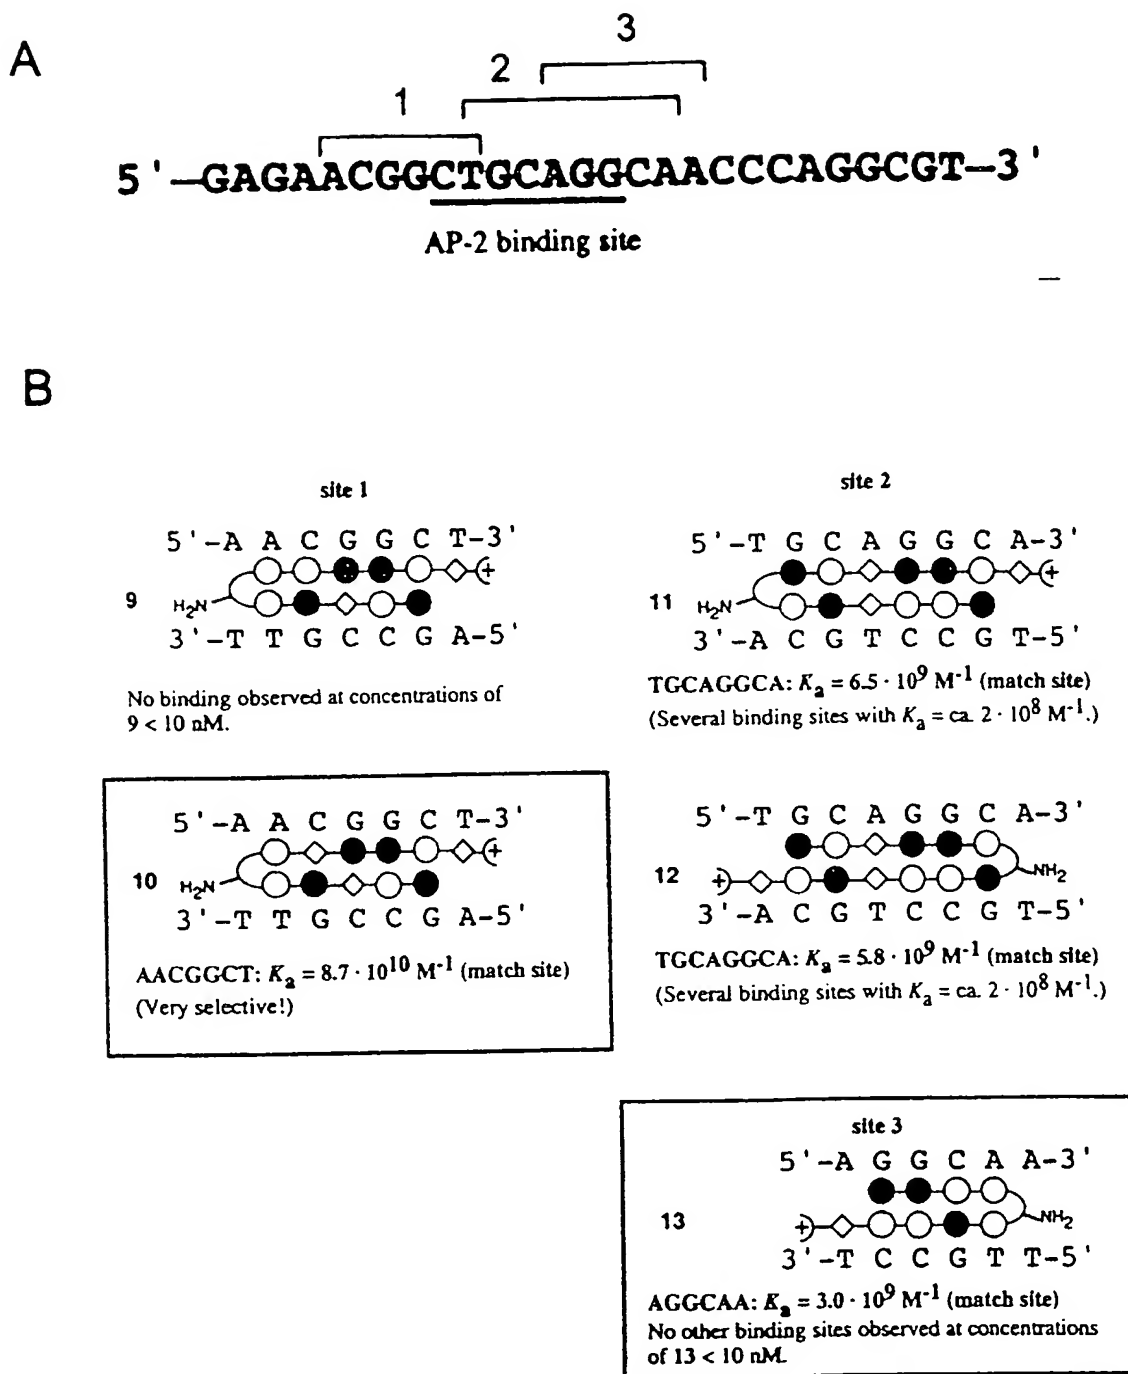 A
3
2
1
5'—GAGAACGGCTGCAGGCAACCCAGGCGT—3'
AP-2 binding site
B
site 1
5'-A A C G G C T-3'
+
9
H2N
3'-T T G C C G A-5'
No binding observed at concentrations of
9 < 10 nM.
site 2
5'-T G C A G G C A-3'
+
11
H2N
3'-A C G T C C G T-5'
TGCAGGCA: Ka = 6.5 · 10^9 M^-1 (match site)
(Several binding sites with Ka = ca. 2 · 10^8 M^-1.)
5'-A A C G G C T-3'
+
10
H2N
3'-T T G C C G A-5'
AACGGCT: Ka = 8.7 · 10^10 M^-1 (match site)
(Very selective!)
5'-T G C A G G C A-3'
12
+
NH2
3'-A C G T C C G T-5'
TGCAGGCA: Ka = 5.8 · 10^9 M^-1 (match site)
(Several binding sites with Ka = ca. 2 · 10^8 M^-1.)
site 3
5'-A G G C A A-3'
13
+
NH2
3'-T C C G T T-5'
AGGCAA: Ka = 3.0 · 10^9 M^-1 (match site)
No other binding sites observed at concentrations
of 13 < 10 nM.